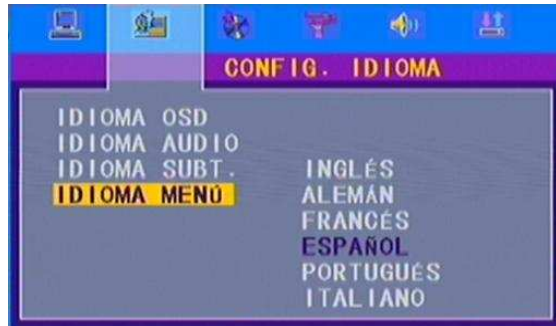 CONFIG. IDIOMA
IDIOMA OSD
IDIOMA AUDIO
IDIOMA SUBT.
IDIOMA MENÚ
INGLÉS
ALEMÁN
FRANCÉS
ESPAÑOL
PORTUGUÉS
ITALIANO